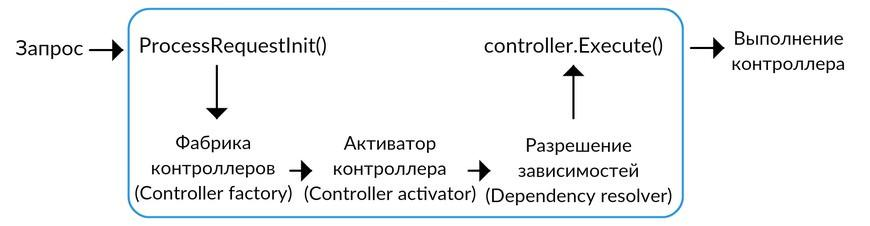 Запрос
ProcessRequestInit()
controller.Execute()
Выполнение
контроллера
Фабрика
контроллеров
(Controller factory)
Активатор
контроллера
(Controller activator)
Разрешение
зависимостей
(Dependency resolver)